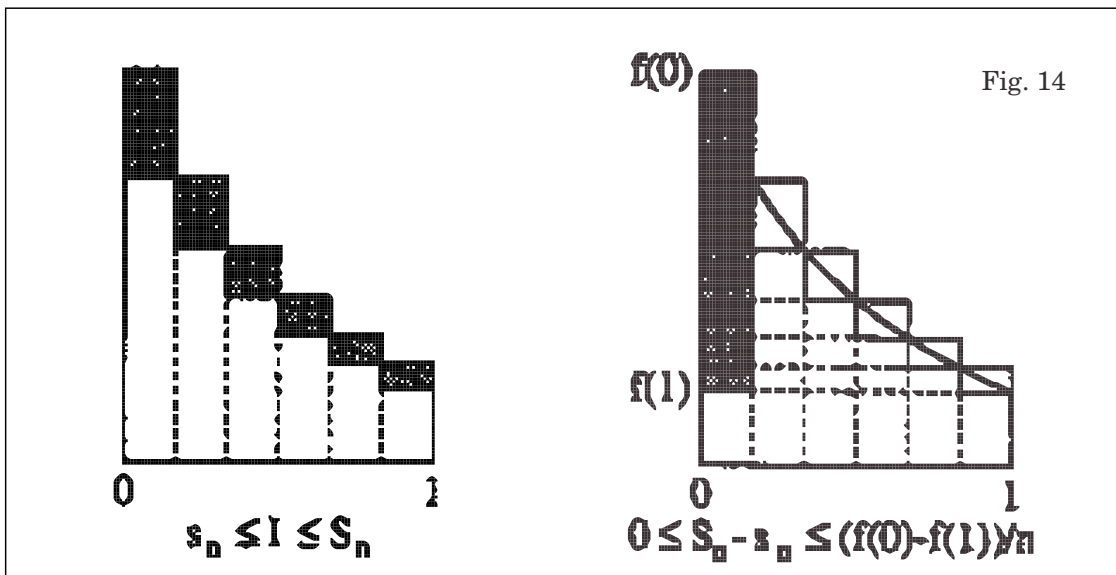 f(0)
Fig. 14
f(1)
0 1
0 1
s_n ≤ I ≤ S_n
0 ≤ S_n - s_n ≤ (f(0)-f(1))/n